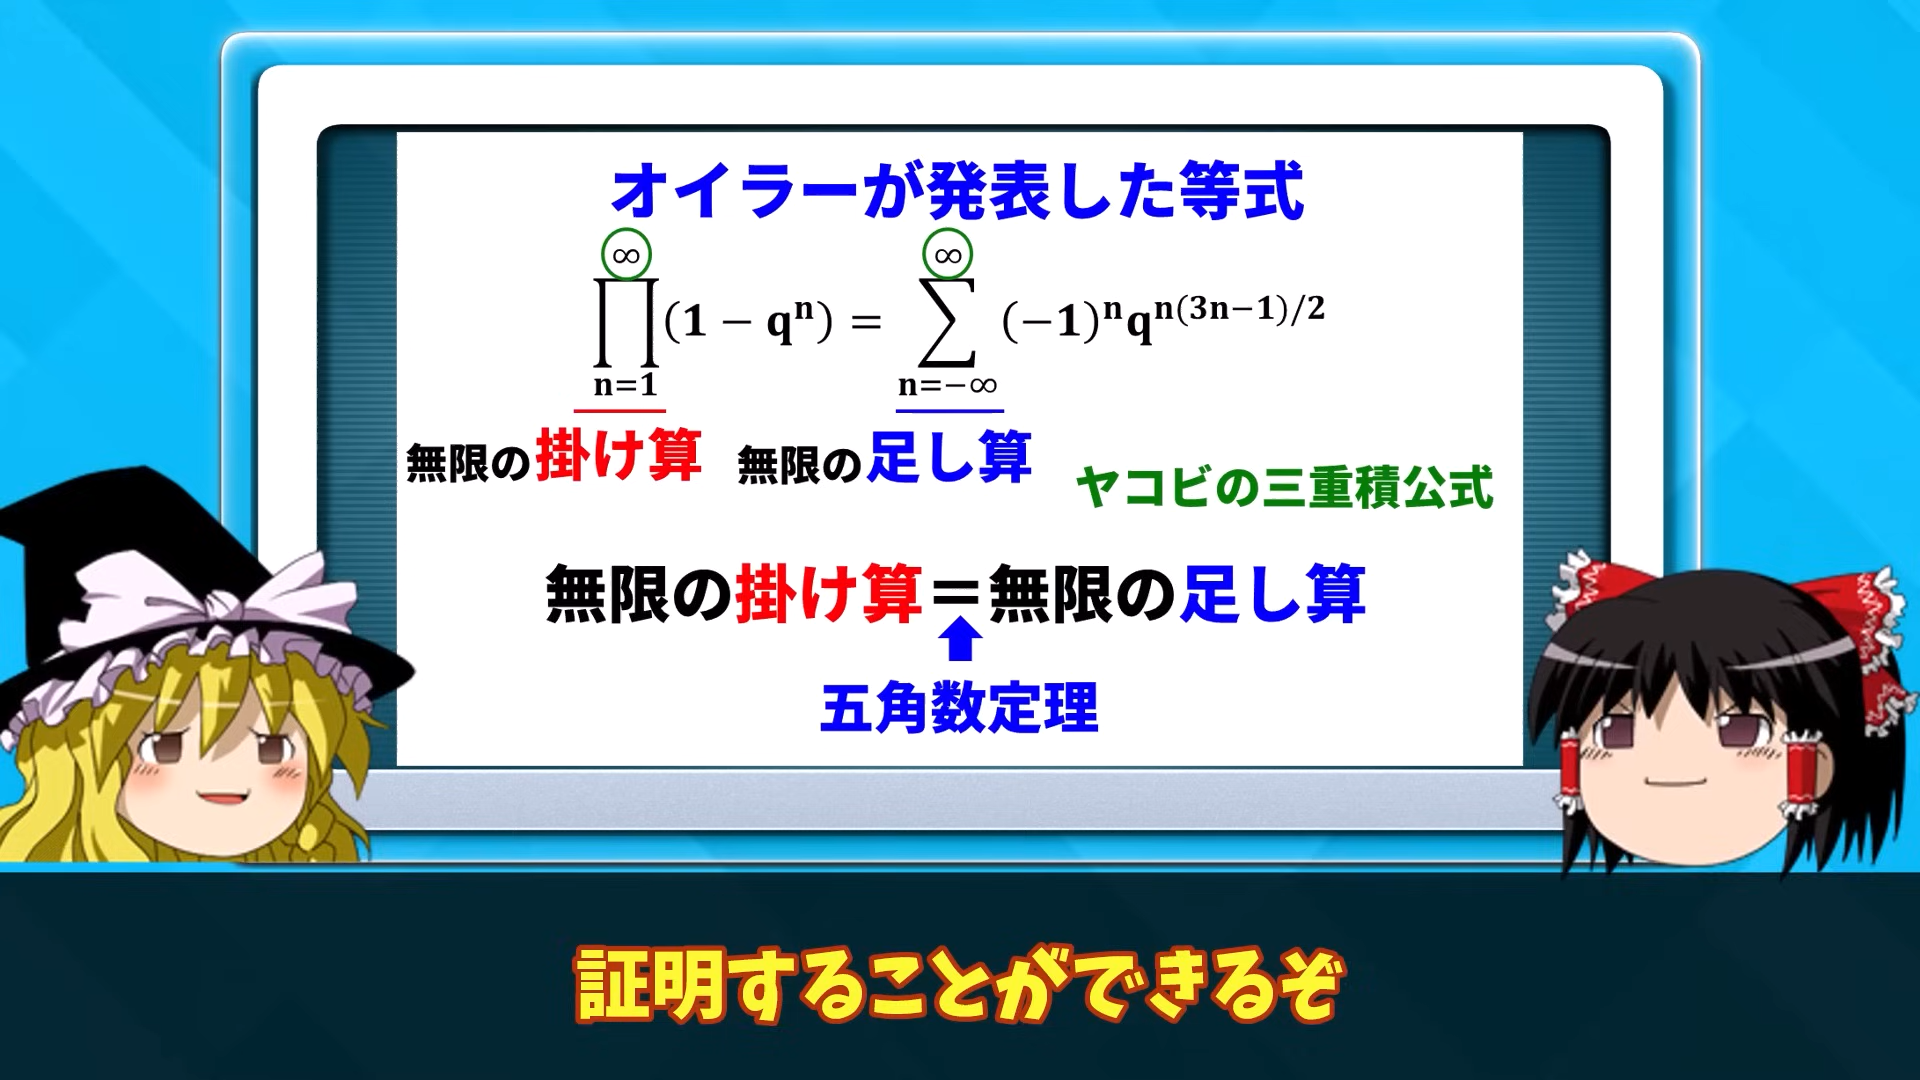 オイラーが発表した等式
∞ ∞
∏(1 − qⁿ) = ∑ (−1)ⁿqⁿ⁽³ⁿ⁻¹⁾/²
n=1 n=−∞
無限の掛け算 無限の足し算
ヤコビの三重積公式
無限の掛け算=無限の足し算
五角数定理
証明することができるぞ